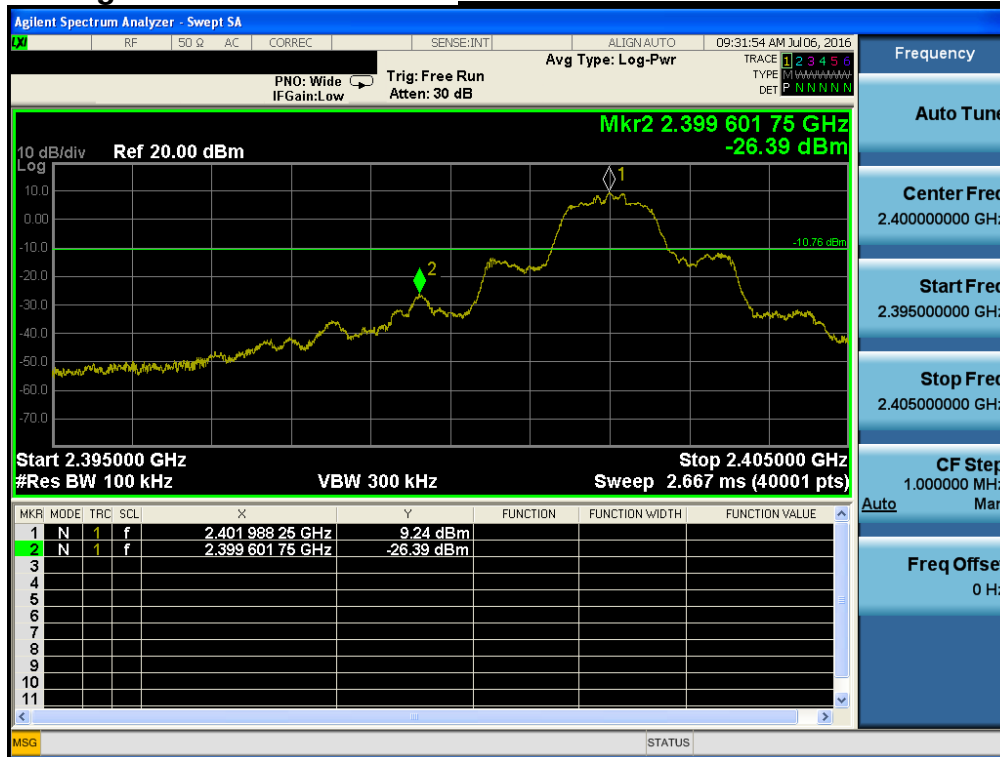 Agilent Spectrum Analyzer - Swept SA
LXI RF 50 Ω AC CORREC SENSE:INT ALIGN AUTO 09:31:54 AM Jul 06, 2016
Avg Type: Log-Pwr TRACE 1 2 3 4 5 6
PNO: Wide Trig: Free Run TYPE M WWWWW
IFGain:Low Atten: 30 dB DET P N N N N N
Mkr2 2.399 601 75 GHz
10 dB/div Ref 20.00 dBm -26.39 dBm
Log
10.0
0.00
-10.0
-20.0
-30.0
-40.0
-50.0
-60.0
-70.0
1
-10.76 dBm
2
Start 2.395000 GHz Stop 2.405000 GHz
#Res BW 100 kHz VBW 300 kHz Sweep 2.667 ms (40001 pts)
MKR MODE TRC SCL X Y FUNCTION FUNCTION WIDTH FUNCTION VALUE
1 N 1 f 2.401 988 25 GHz 9.24 dBm
2 N 1 f 2.399 601 75 GHz -26.39 dBm
3
4
5
6
7
8
9
10
11
MSG STATUS
Frequency
Auto Tune
Center Freq
2.400000000 GHz
Start Freq
2.395000000 GHz
Stop Freq
2.405000000 GHz
CF Step
1.000000 MHz
Auto Man
Freq Offset
0 Hz